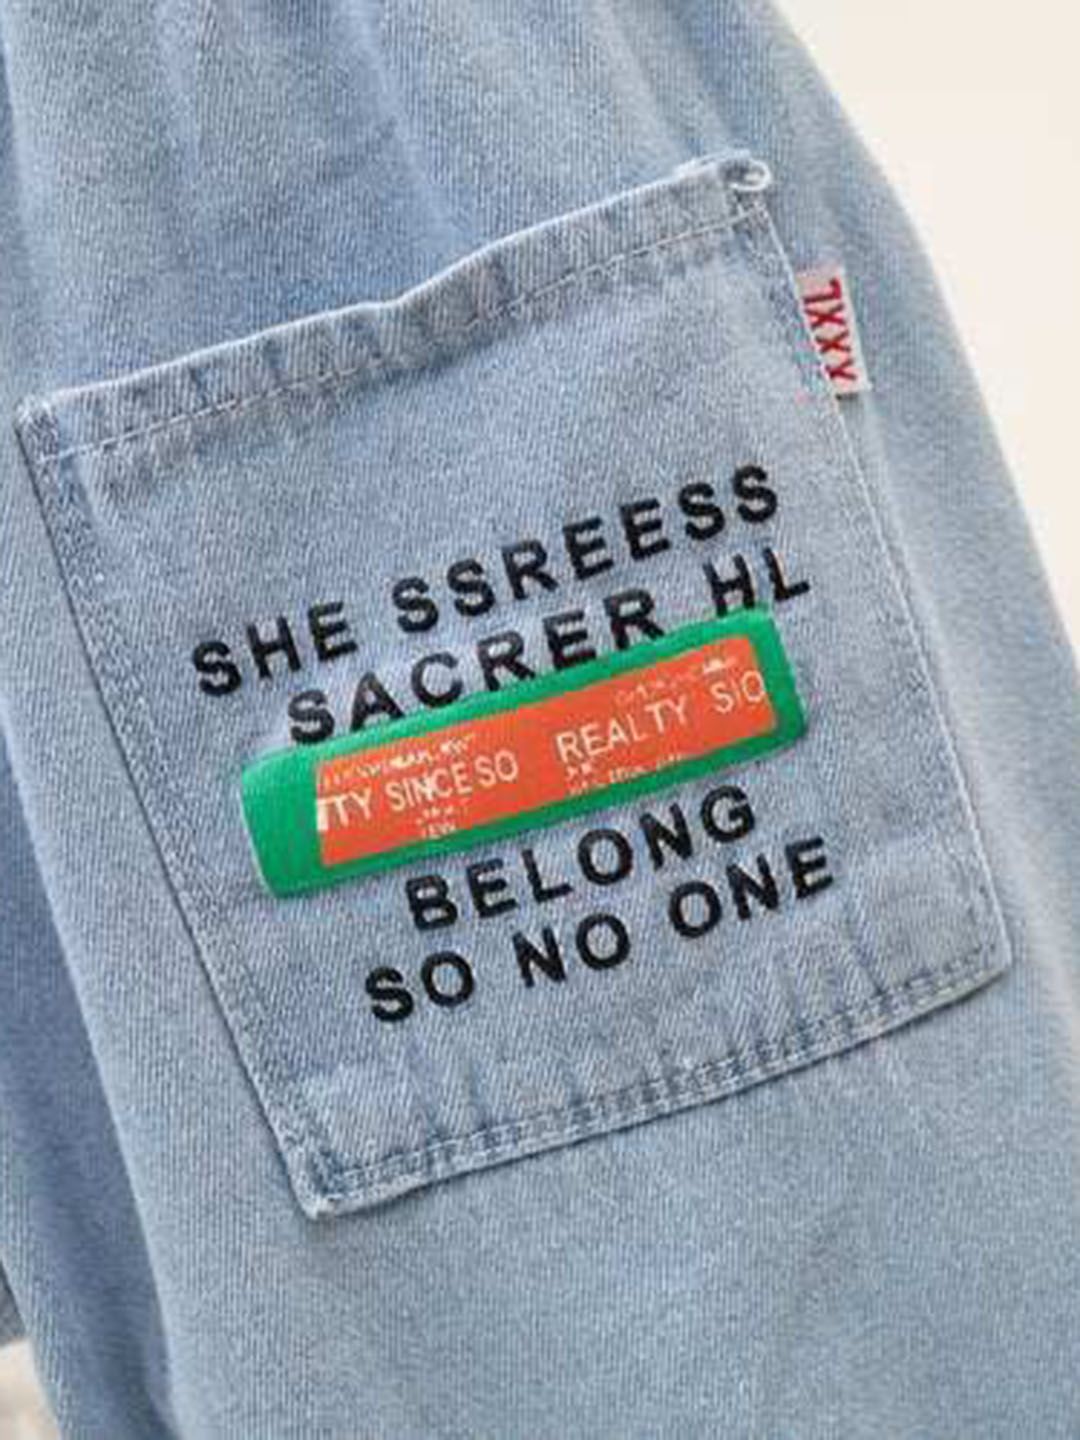 XXXL
SHE SSREESS
SACRER HL
TY SINCE SO REALTY SIO
BELONG
SO NO ONE